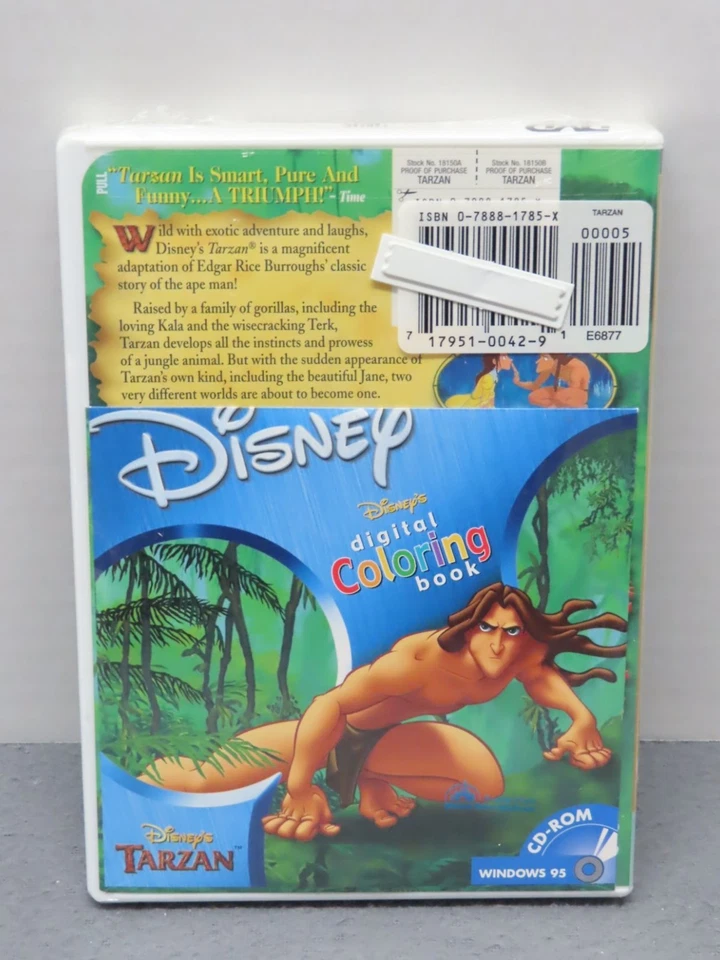 DVD
PULL
"Tarzan Is Smart, Pure And
Funny...A TRIUMPH!" - Time
Stock No. 18150A
PROOF OF PURCHASE
TARZAN
Stock No. 18150B
PROOF OF PURCHASE
TARZAN
Wild with exotic adventure and laughs,
Disney's Tarzan® is a magnificent
adaptation of Edgar Rice Burroughs' classic
story of the ape man!
Raised by a family of gorillas, including the
loving Kala and the wisecracking Terk,
Tarzan develops all the instincts and prowess
of a jungle animal. But with the sudden appearance of
Tarzan's own kind, including the beautiful Jane, two
very different worlds are about to become one.
ISBN 0-7888-1785-X
TARZAN
00005
7
17951-0042-9
1
E6877
DISNEY
DISNEY'S
digital
Coloring
book
DISNEY'S
TARZAN™
CD-ROM
WINDOWS 95